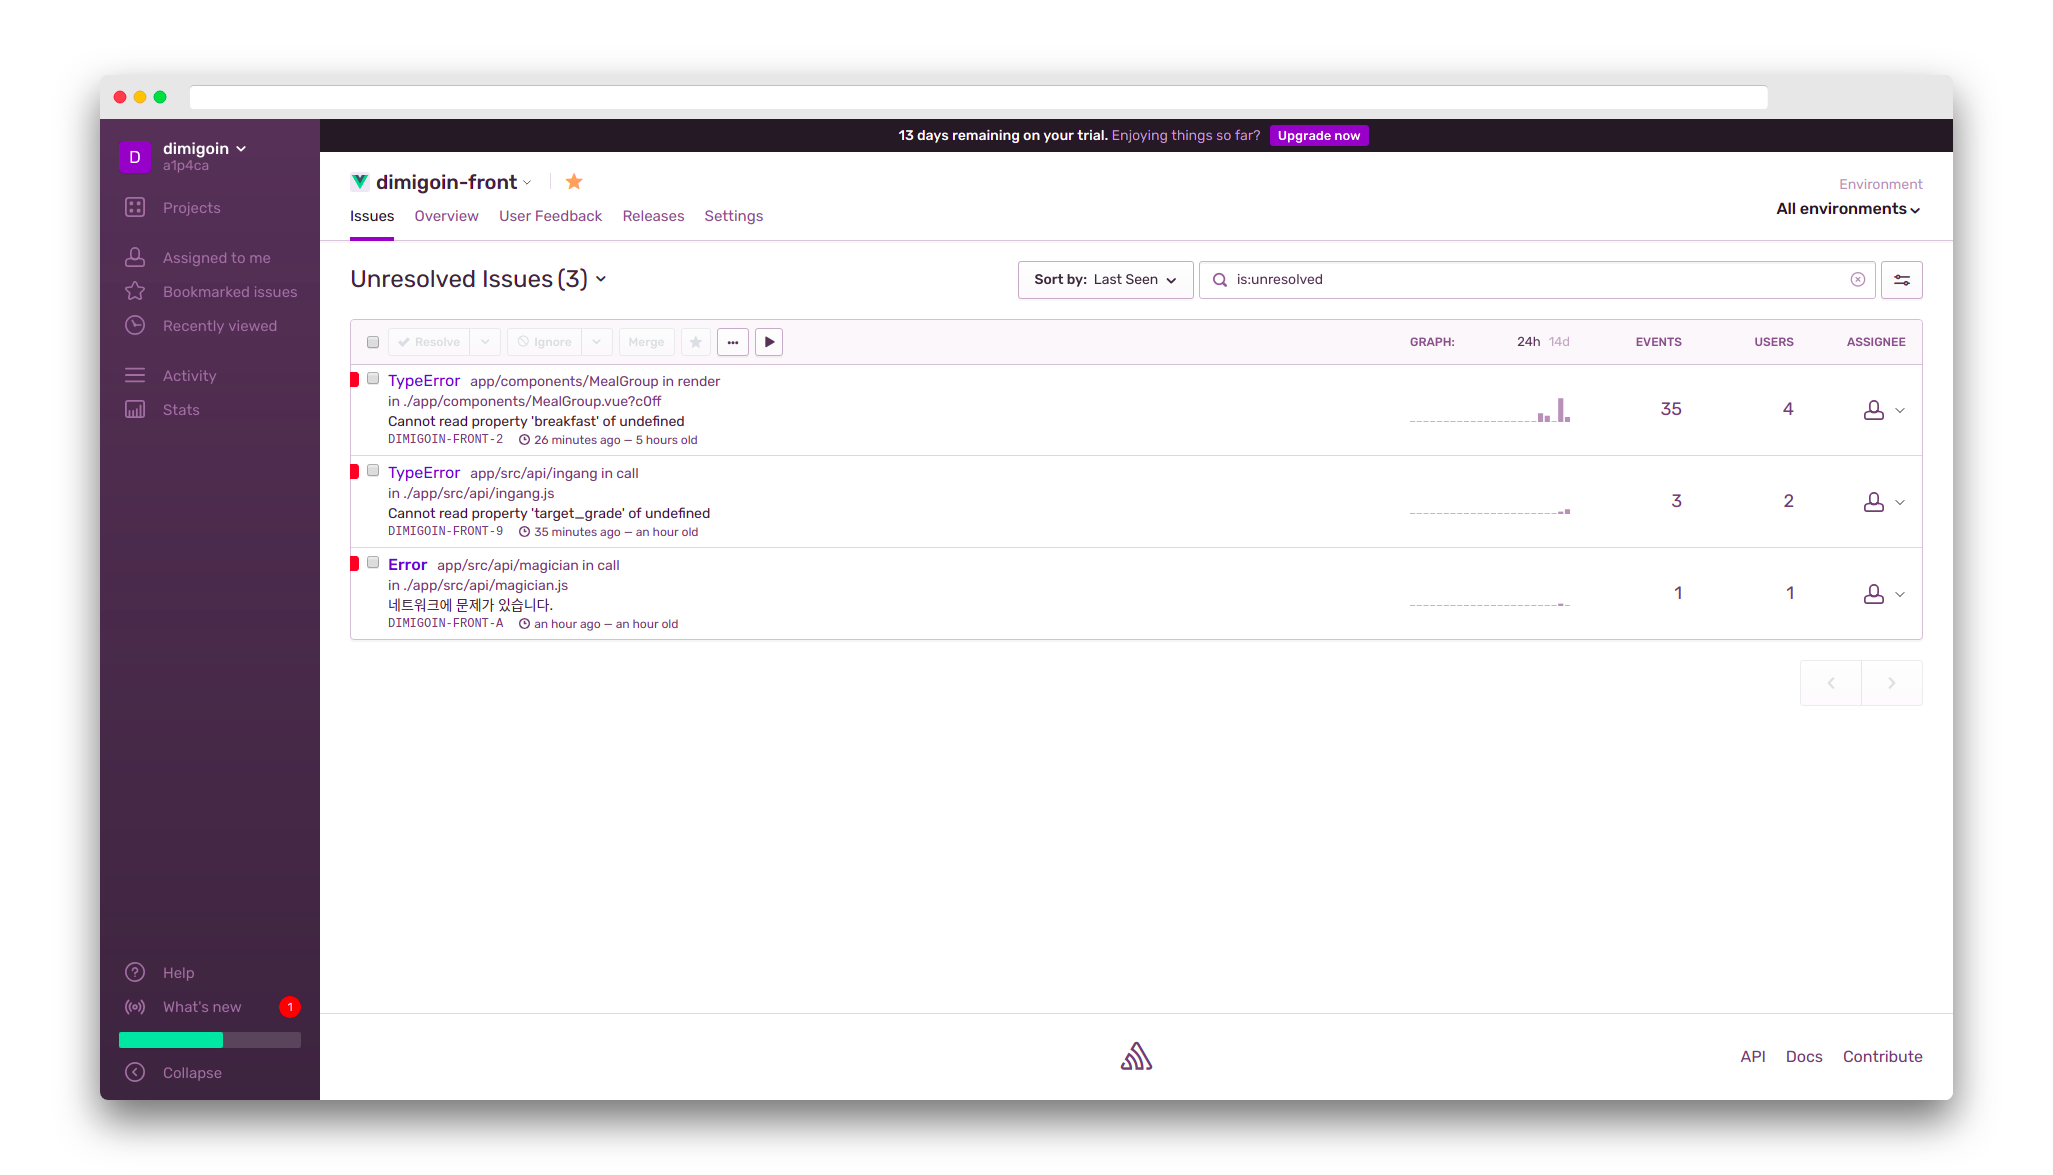 13 days remaining on your trial. Enjoying things so far? Upgrade now
D
dimigoin
a1p4ca
Projects
Assigned to me
Bookmarked issues
Recently viewed
Activity
Stats
Help
What's new 1
Collapse
dimigoin-front
Issues Overview User Feedback Releases Settings
Environment
All environments
Unresolved Issues (3)
Sort by: Last Seen
is:unresolved
Resolve Ignore Merge GRAPH: 24h 14d EVENTS USERS ASSIGNEE
TypeError app/components/MealGroup in render
in ./app/components/MealGroup.vue?c0ff
Cannot read property 'breakfast' of undefined
DIMIGOIN-FRONT-2 26 minutes ago — 5 hours old
35 4
TypeError app/src/api/ingang in call
in ./app/src/api/ingang.js
Cannot read property 'target_grade' of undefined
DIMIGOIN-FRONT-9 35 minutes ago — an hour old
3 2
Error app/src/api/magician in call
in ./app/src/api/magician.js
네트워크에 문제가 있습니다.
DIMIGOIN-FRONT-A an hour ago — an hour old
1 1
API Docs Contribute